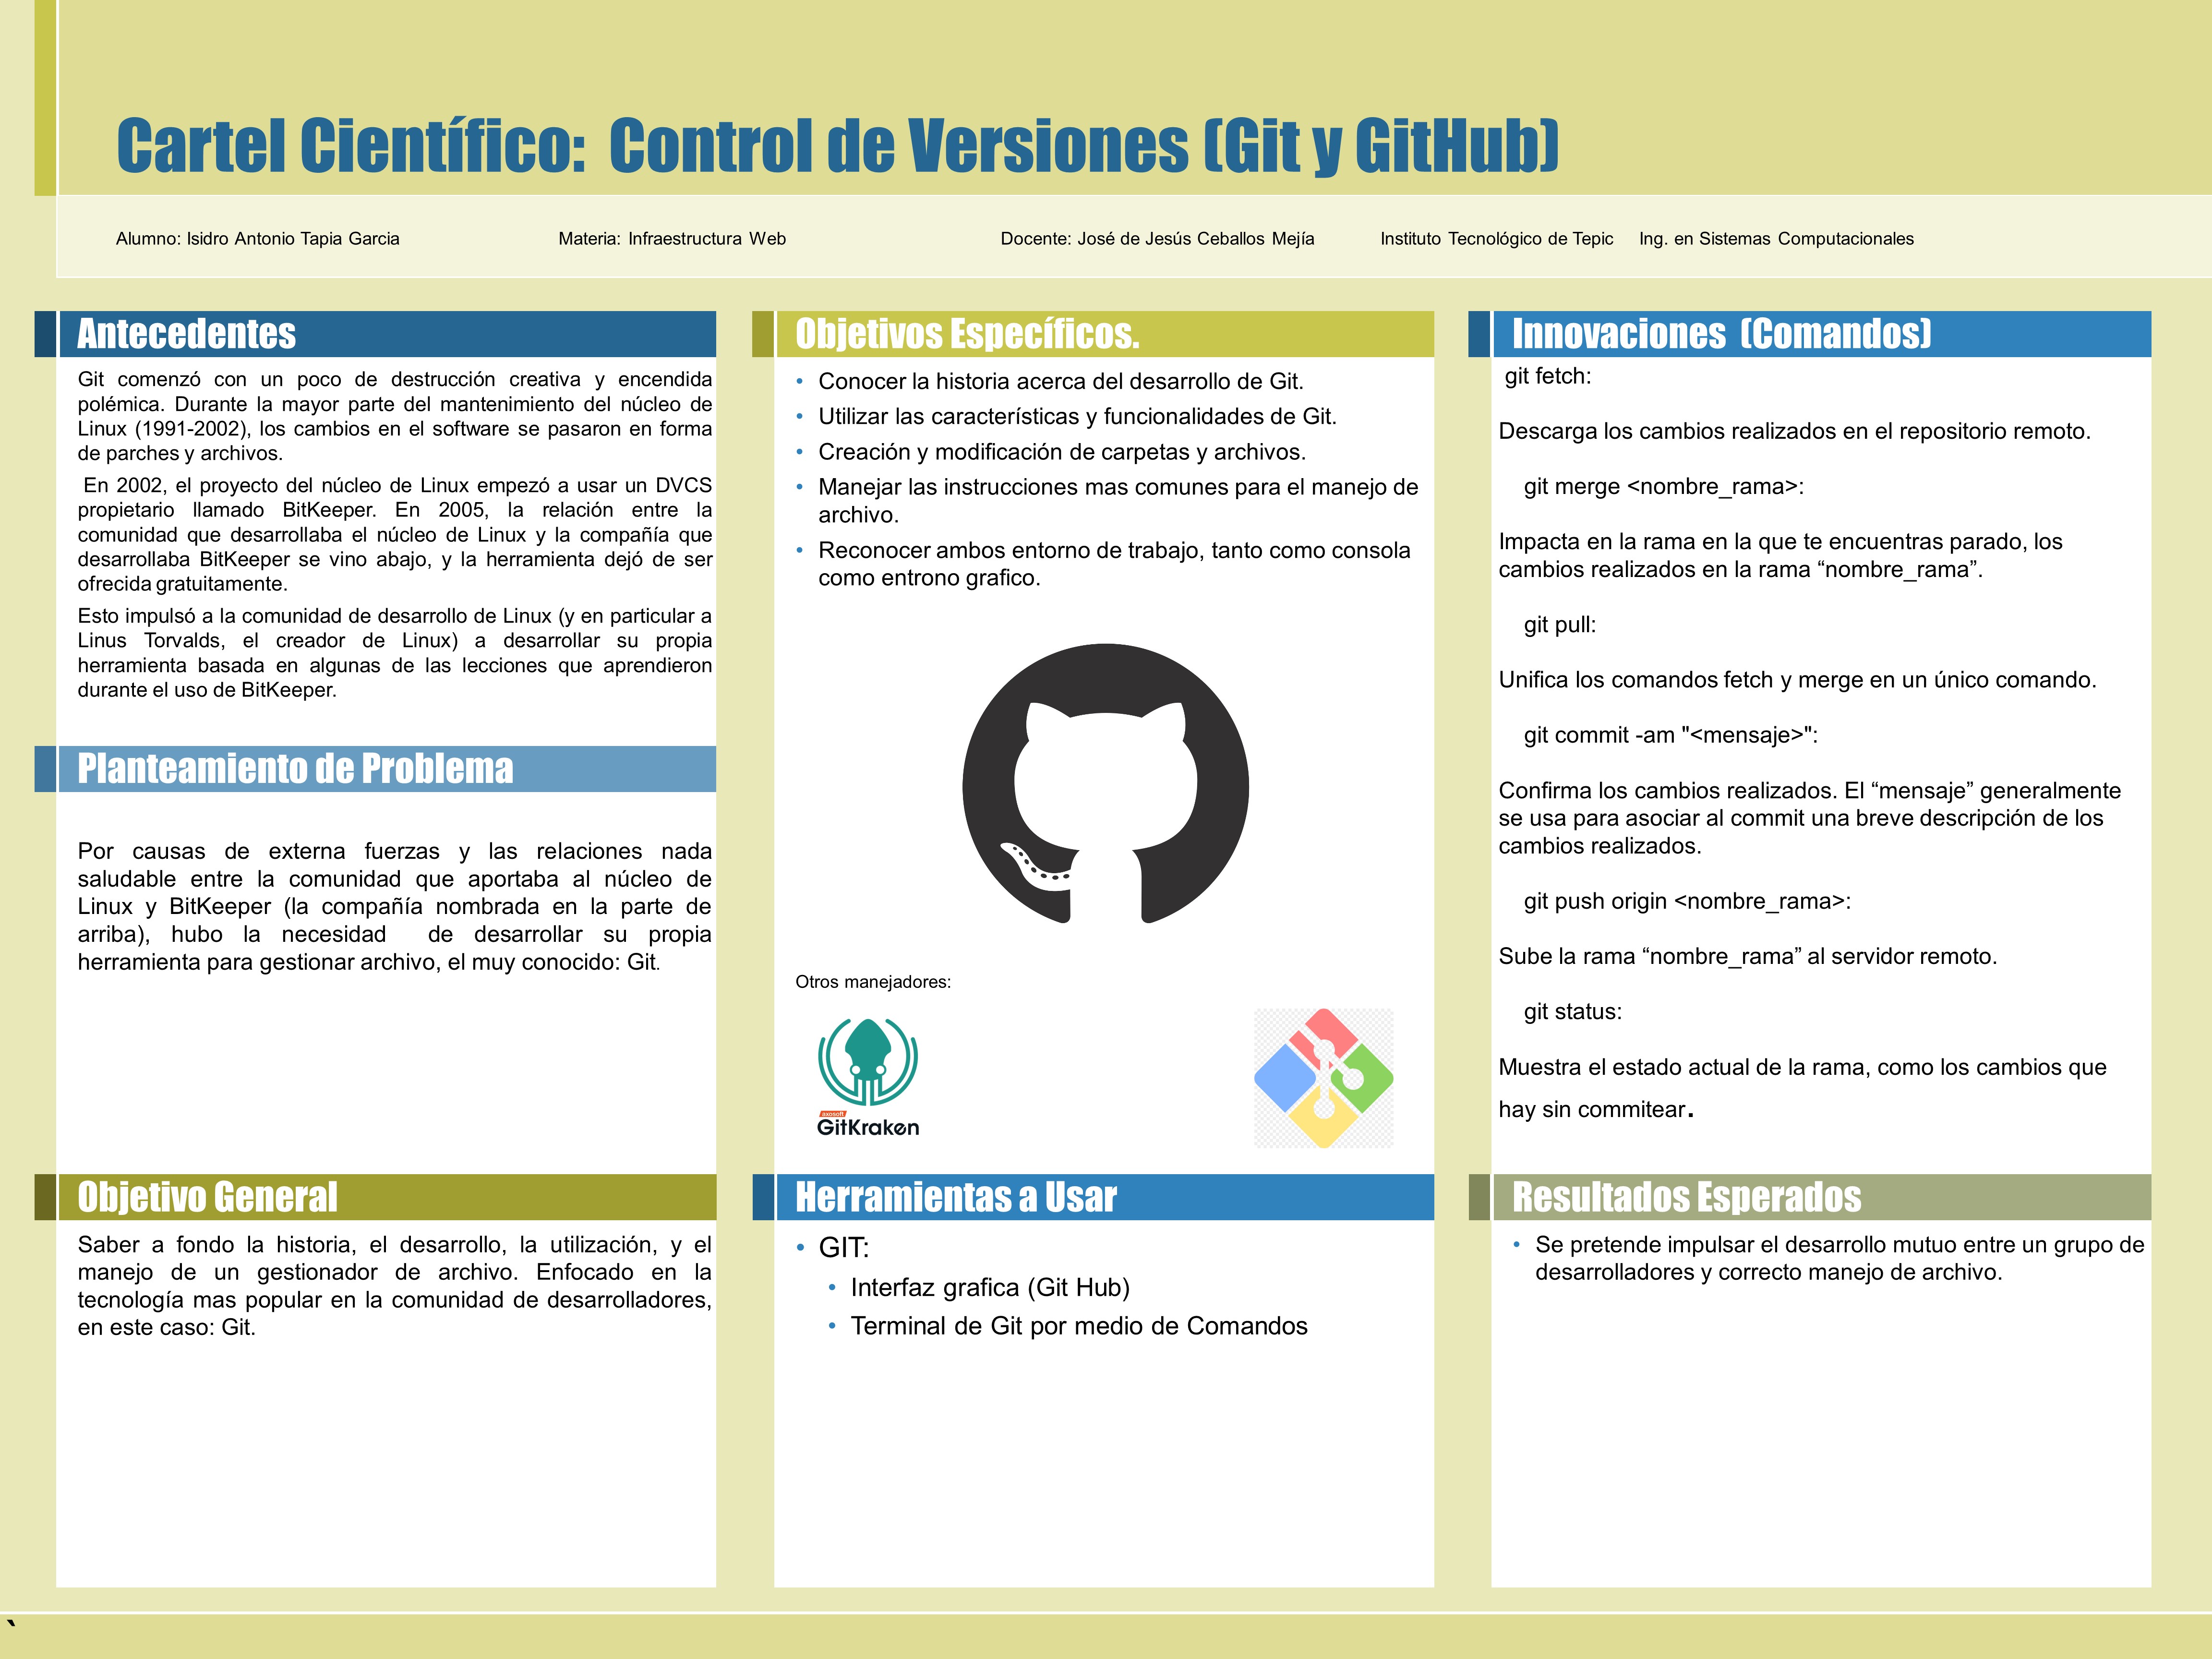 Cartel Científico:  Control de Versiones (Git y GitHub)
Alumno: Isidro Antonio Tapia Garcia    Materia: Infraestructura Web    Docente: José de Jesús Ceballos Mejía    Instituto Tecnológico de Tepic    Ing. en Sistemas Computacionales
Antecedentes
Git comenzó con un poco de destrucción creativa y encendida
polémica. Durante la mayor parte del mantenimiento del núcleo de
Linux (1991-2002), los cambios en el software se pasaron en forma
de parches y archivos.
En 2002, el proyecto del núcleo de Linux empezó a usar un DVCS
propietario llamado BitKeeper. En 2005, la relación entre la
comunidad que desarrollaba el núcleo de Linux y la compañía que
desarrollaba BitKeeper se vino abajo, y la herramienta dejó de ser
ofrecida gratuitamente.
Esto impulsó a la comunidad de desarrollo de Linux (y en particular a
Linus Torvalds, el creador de Linux) a desarrollar su propia
herramienta basada en algunas de las lecciones que aprendieron
durante el uso de BitKeeper.
Planteamiento de Problema
Por causas de externa fuerzas y las relaciones nada
saludable entre la comunidad que aportaba al núcleo de
Linux y BitKeeper (la compañía nombrada en la parte de
arriba), hubo la necesidad de desarrollar su propia
herramienta para gestionar archivo, el muy conocido: Git.
Objetivo General
Saber a fondo la historia, el desarrollo, la utilización, y el
manejo de un gestionador de archivo. Enfocado en la
tecnología mas popular en la comunidad de desarrolladores,
en este caso: Git.
Objetivos Específicos.
• Conocer la historia acerca del desarrollo de Git.
• Utilizar las características y funcionalidades de Git.
• Creación y modificación de carpetas y archivos.
• Manejar las instrucciones mas comunes para el manejo de
archivo.
• Reconocer ambos entorno de trabajo, tanto como consola
como entrono grafico.
Otros manejadores:
axosoft
GitKraken
Herramientas a Usar
• GIT:
• Interfaz grafica (Git Hub)
• Terminal de Git por medio de Comandos
Innovaciones  (Comandos)
git fetch:
Descarga los cambios realizados en el repositorio remoto.
git merge <nombre_rama>:
Impacta en la rama en la que te encuentras parado, los
cambios realizados en la rama “nombre_rama”.
git pull:
Unifica los comandos fetch y merge en un único comando.
git commit -am "<mensaje>":
Confirma los cambios realizados. El “mensaje” generalmente
se usa para asociar al commit una breve descripción de los
cambios realizados.
git push origin <nombre_rama>:
Sube la rama “nombre_rama” al servidor remoto.
git status:
Muestra el estado actual de la rama, como los cambios que
hay sin commitear.
Resultados Esperados
• Se pretende impulsar el desarrollo mutuo entre un grupo de
desarrolladores y correcto manejo de archivo.
`